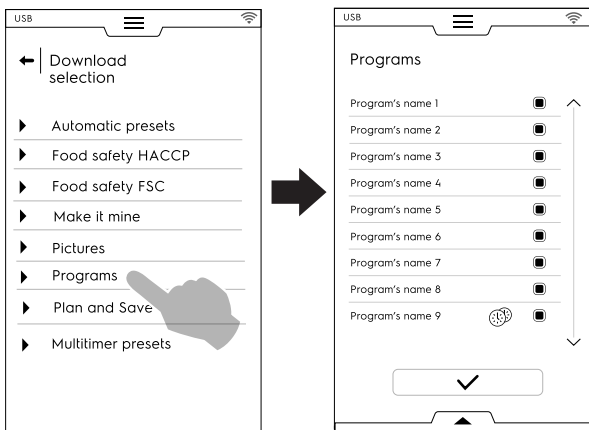 USB
Download
selection
Automatic presets
Food safety HACCP
Food safety FSC
Make it mine
Pictures
Programs
Plan and Save
Multitimer presets
USB
Programs
Program's name 1
Program's name 2
Program's name 3
Program's name 4
Program's name 5
Program's name 6
Program's name 7
Program's name 8
Program's name 9